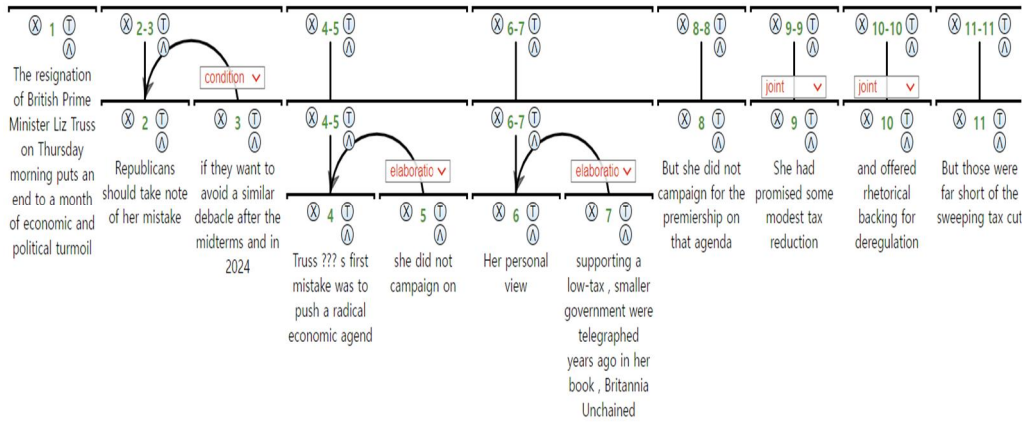 X 1 T
Λ
The resignation
of British Prime
Minister Liz Truss
on Thursday
morning puts an
end to a month
of economic and
political turmoil
X 2-3 T
Λ
condition
X 2 T
Λ
Republicans
should take note
of her mistake
X 3 T
Λ
if they want to
avoid a similar
debacle after the
midterms and in
2024
X 4-5 T
Λ
X 4-5 T
Λ
elaboratio
X 4 T
Λ
Truss ??? s first
mistake was to
push a radical
economic agend
X 5 T
Λ
she did not
campaign on
X 6-7 T
Λ
X 6-7 T
Λ
elaboratio
X 6 T
Λ
Her personal
view
X 7 T
Λ
supporting a
low-tax , smaller
government were
telegraphed
years ago in her
book , Britannia
Unchained
X 8-8 T
Λ
X 8 T
Λ
But she did not
campaign for the
premiership on
that agenda
X 9-9 T
Λ
joint
X 9 T
Λ
She had
promised some
modest tax
reduction
X 10-10 T
Λ
joint
X 10 T
Λ
and offered
rhetorical
backing for
deregulation
X 11-11 T
Λ
X 11 T
Λ
But those were
far short of the
sweeping tax cut